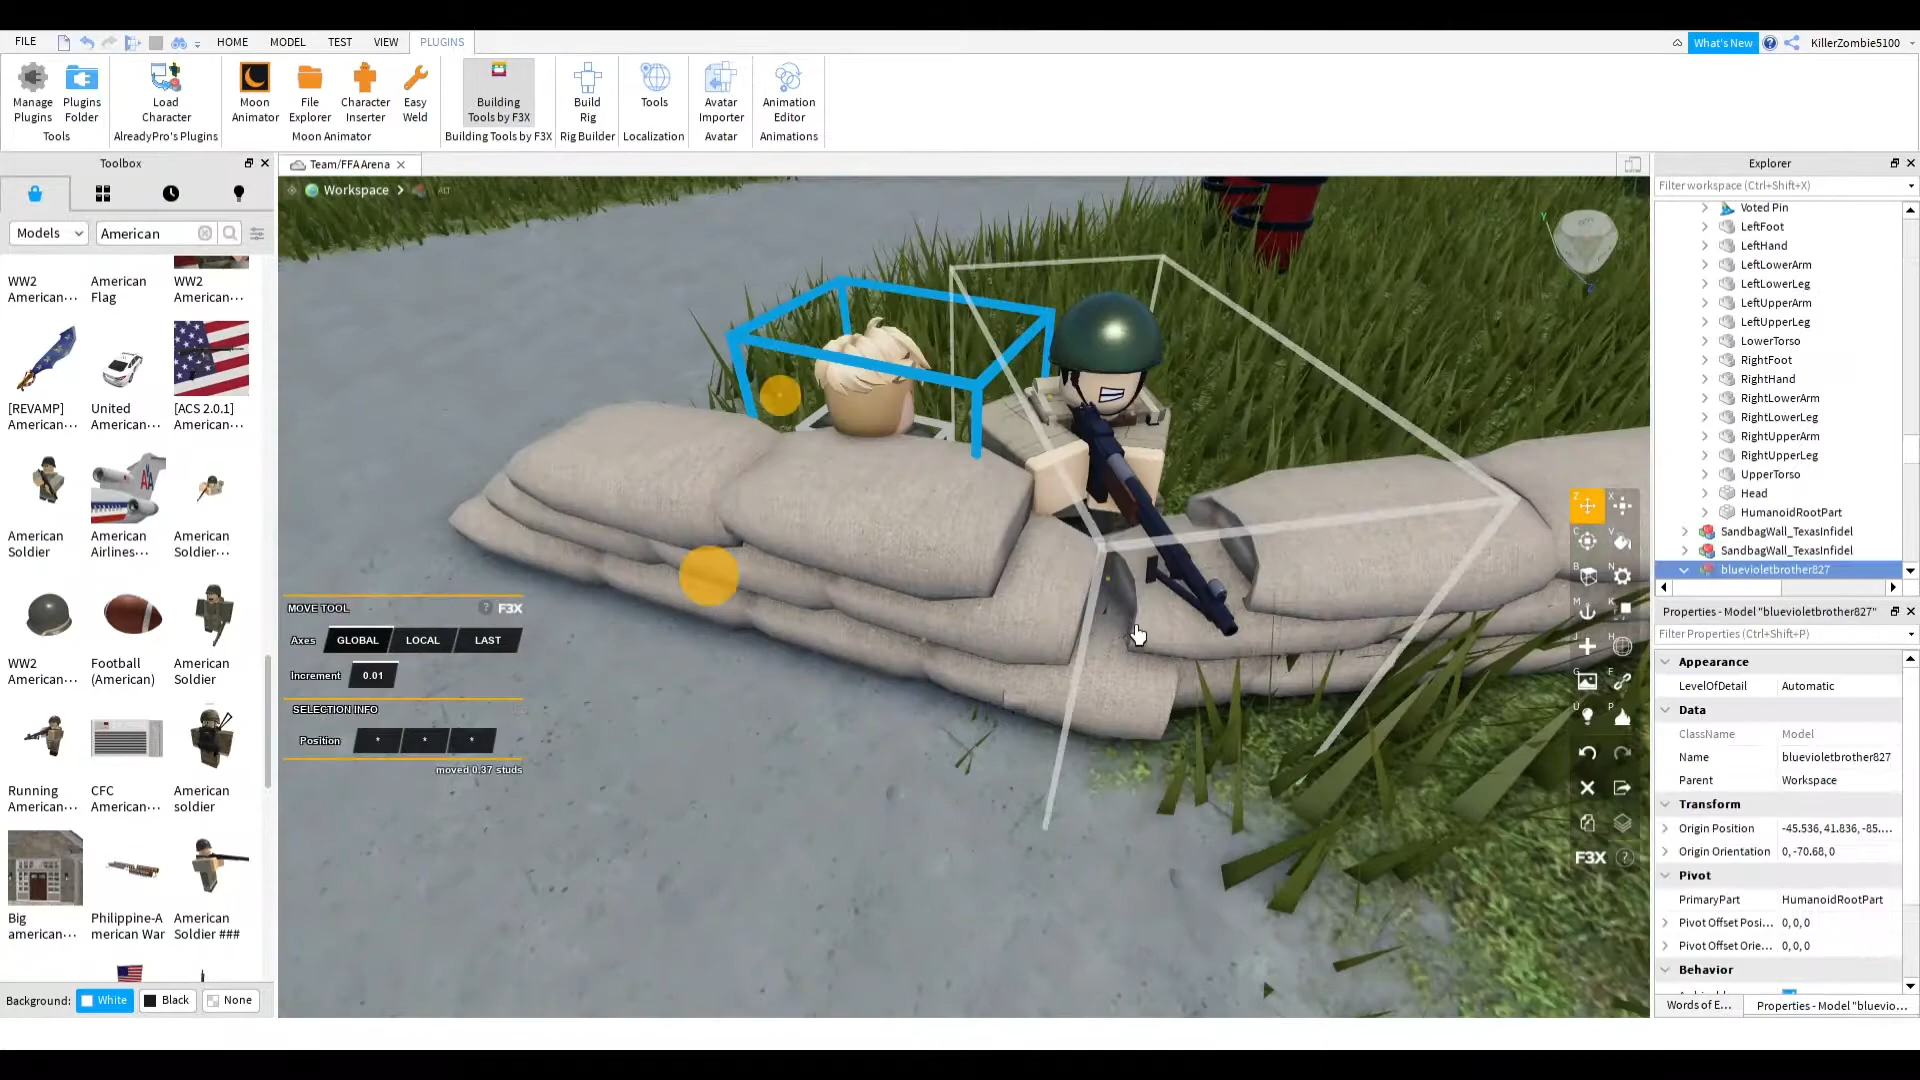 FILE HOME MODEL TEST VIEW PLUGINS What's New KillerZombie5100
Manage Plugins
Plugins Folder
Load Character
Moon Animator
File Explorer
Character Inserter
Easy Weld
Building Tools by F3X
Build Rig
Tools
Avatar Importer
Animation Editor
Tools AlreadyPro's Plugins Moon Animator Building Tools by F3X Rig Builder Localization Avatar Animations
Toolbox
Models American
WW2 American···
American Flag
WW2 American···
[REVAMP] American···
United American···
[ACS 2.0.1] American···
American Soldier
American Airlines···
American Soldier···
WW2 American···
Football (American)
American Soldier
Running American···
CFC American···
American soldier
Big american···
Philippine-American War
American Soldier ###
Background: White Black None
Team/FFA Arena
Workspace ALT
MOVE TOOL ? F3X
Axes GLOBAL LOCAL LAST
Increment 0.01
SELECTION INFO
Position * * *
moved 0.37 studs
Z X
C V
B N
M K
J H
G F
U P
F3X ?
Explorer
Filter workspace (Ctrl+Shift+X)
Voted Pin
LeftFoot
LeftHand
LeftLowerArm
LeftLowerLeg
LeftUpperArm
LeftUpperLeg
LowerTorso
RightFoot
RightHand
RightLowerArm
RightLowerLeg
RightUpperArm
RightUpperLeg
UpperTorso
Head
HumanoidRootPart
SandbagWall_TexasInfidel
SandbagWall_TexasInfidel
bluevioletbrother827
Properties - Model "bluevioletbrother827"
Filter Properties (Ctrl+Shift+P)
Appearance
LevelOfDetail Automatic
Data
ClassName Model
Name bluevioletbrother827
Parent Workspace
Transform
Origin Position -45.536, 41.836, -85....
Origin Orientation 0, -70.68, 0
Pivot
PrimaryPart HumanoidRootPart
Pivot Offset Posi... 0, 0, 0
Pivot Offset Orie... 0, 0, 0
Behavior
Words of E... Properties - Model "bluevio...